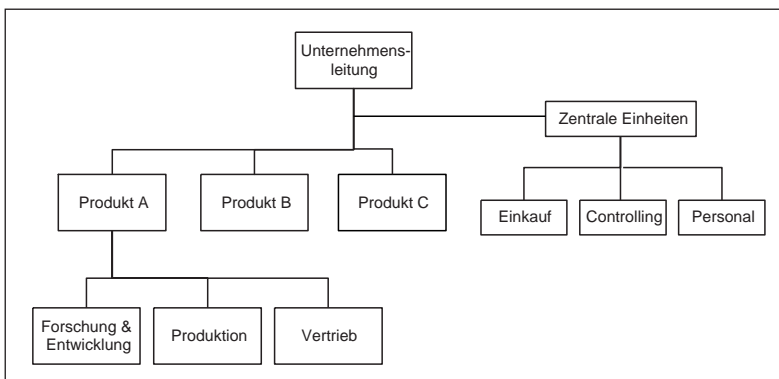 Unternehmens-
leitung
Zentrale Einheiten
Produkt A
Produkt B
Produkt C
Einkauf
Controlling
Personal
Forschung &
Entwicklung
Produktion
Vertrieb